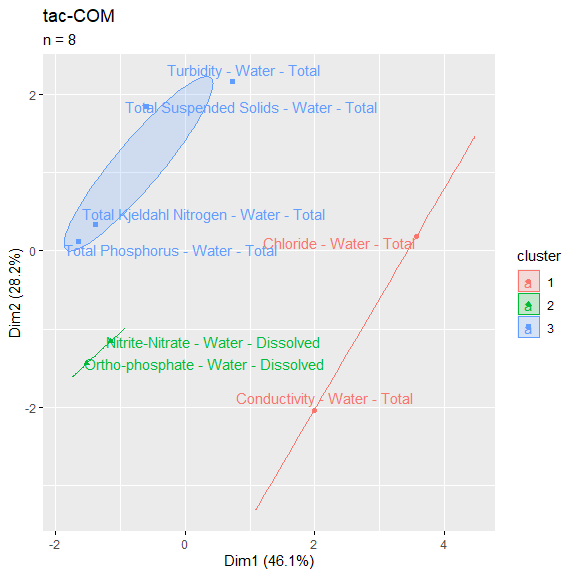 tac-COM
n = 8
Turbidity - Water - Total
2
Total Suspended Solids - Water - Total
Total Kjeldahl Nitrogen - Water - Total
Chloride - Water - Total
0
Total Phosphorus - Water - Total
cluster
a 1
a 2
a 3
Nitrite-Nitrate - Water - Dissolved
Ortho-phosphate - Water - Dissolved
Conductivity - Water - Total
-2
Dim2 (28.2%)
-2 0 2 4
Dim1 (46.1%)